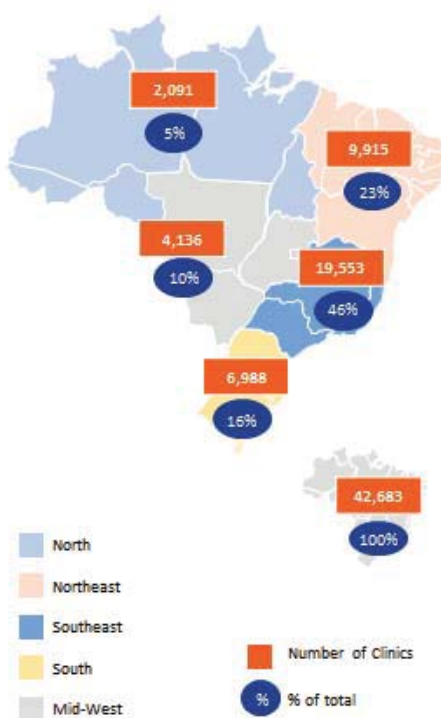 2,091
5%
9,915
23%
4,136
10%
19,553
46%
6,988
16%
42,683
100%
North
Northeast
Southeast
South
Mid-West
Number of Clinics
% % of total